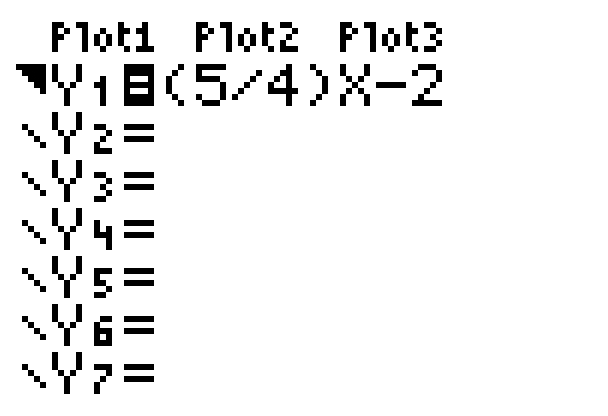 Plot1 Plot2 Plot3
Y1=(5/4)X-2
\Y2=
\Y3=
\Y4=
\Y5=
\Y6=
\Y7=